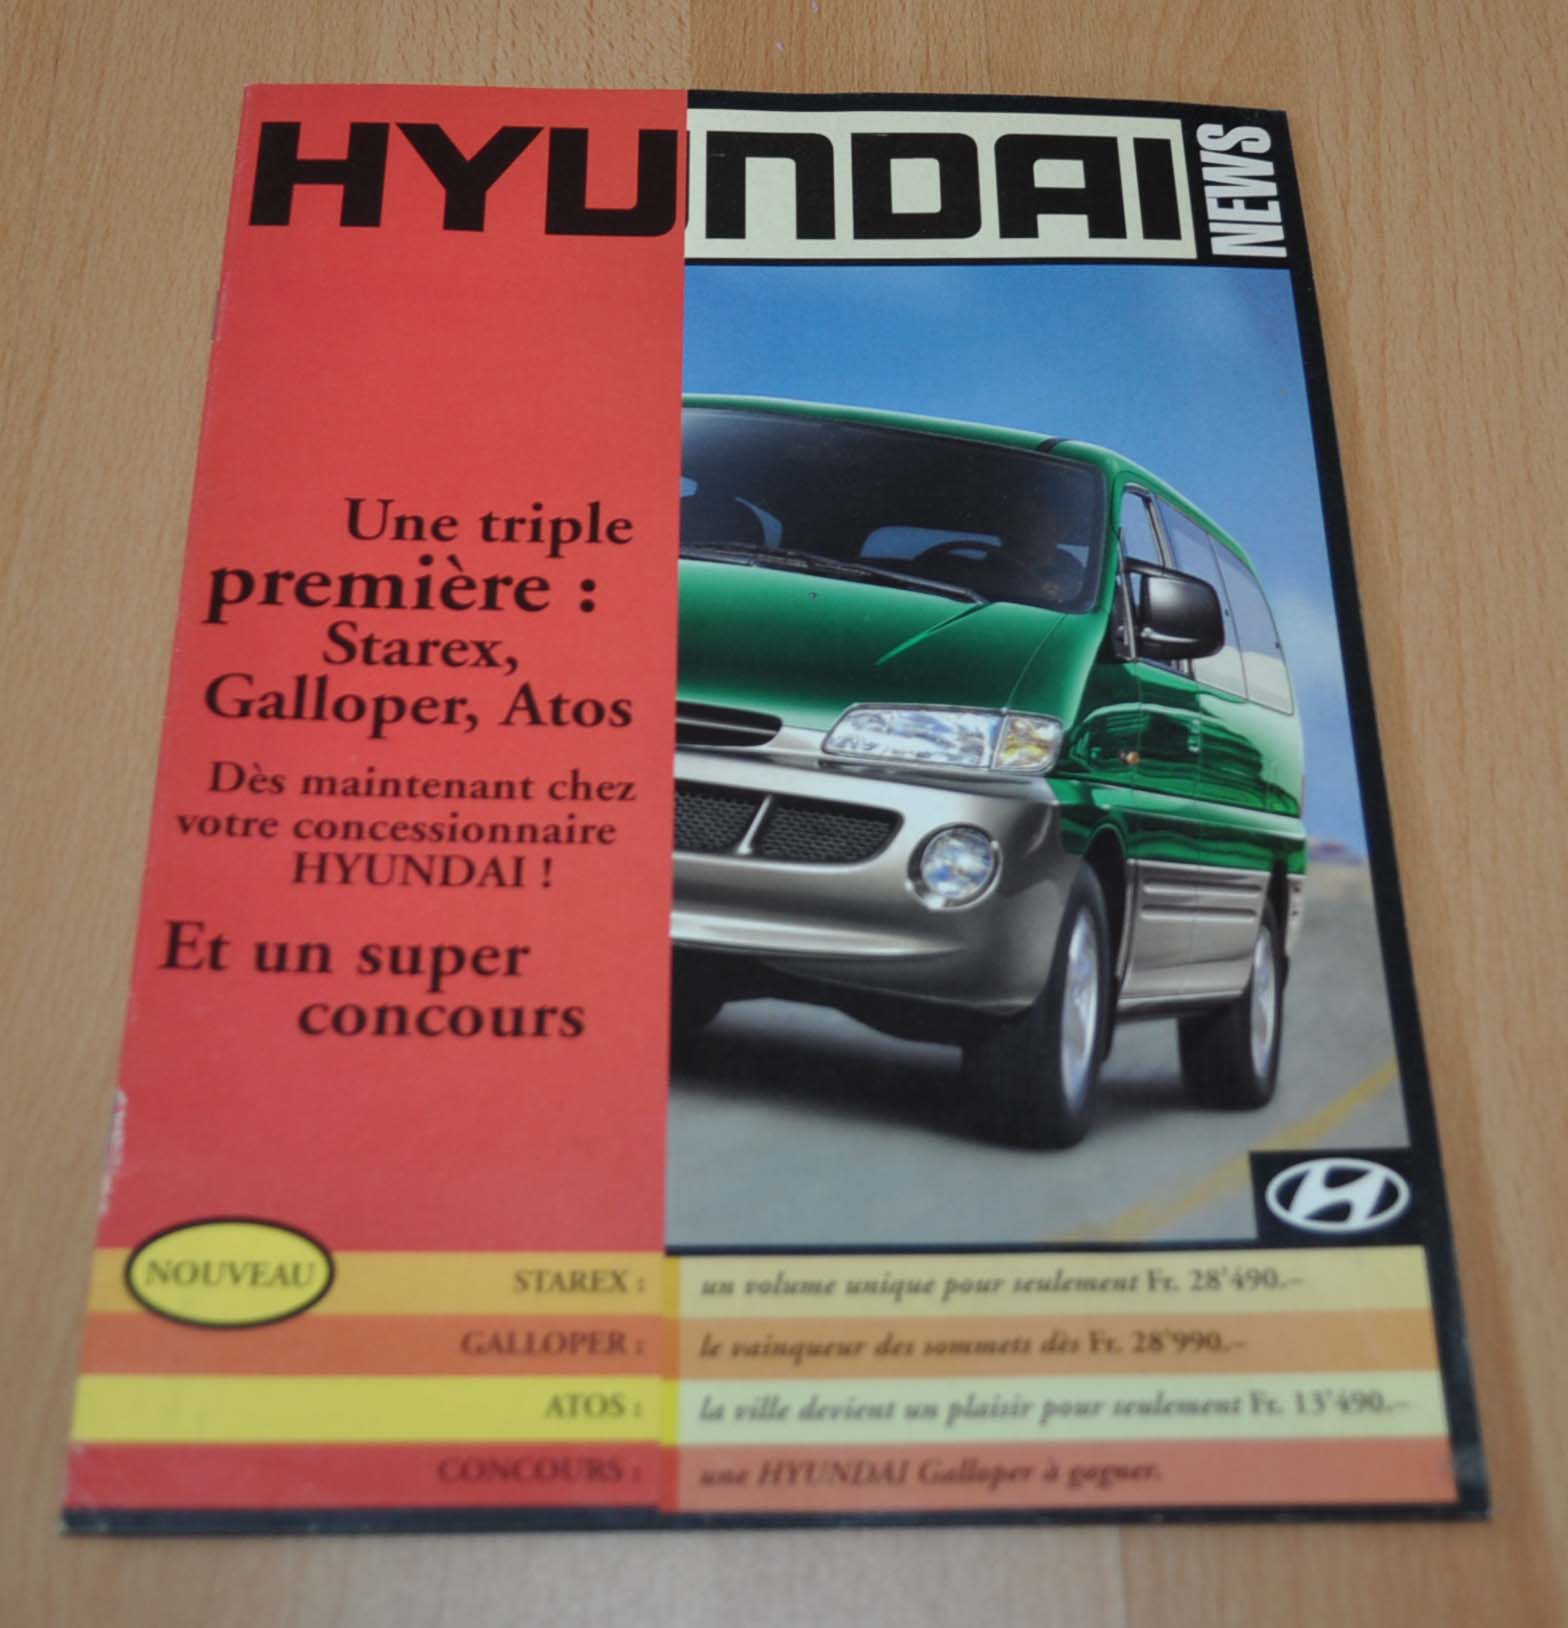 HYUNDAI
NEWS
Une triple
première :
Starex,
Galloper, Atos
Dès maintenant chez
votre concessionnaire
HYUNDAI !
Et un super
concours
NOUVEAU
STAREX : un volume unique pour seulement Fr. 28'490.–
GALLOPER : le vainqueur des sommets dès Fr. 28'990.–
ATOS : la ville devient un plaisir pour seulement Fr. 13'490.–
CONCOURS : une HYUNDAI Galloper à gagner.